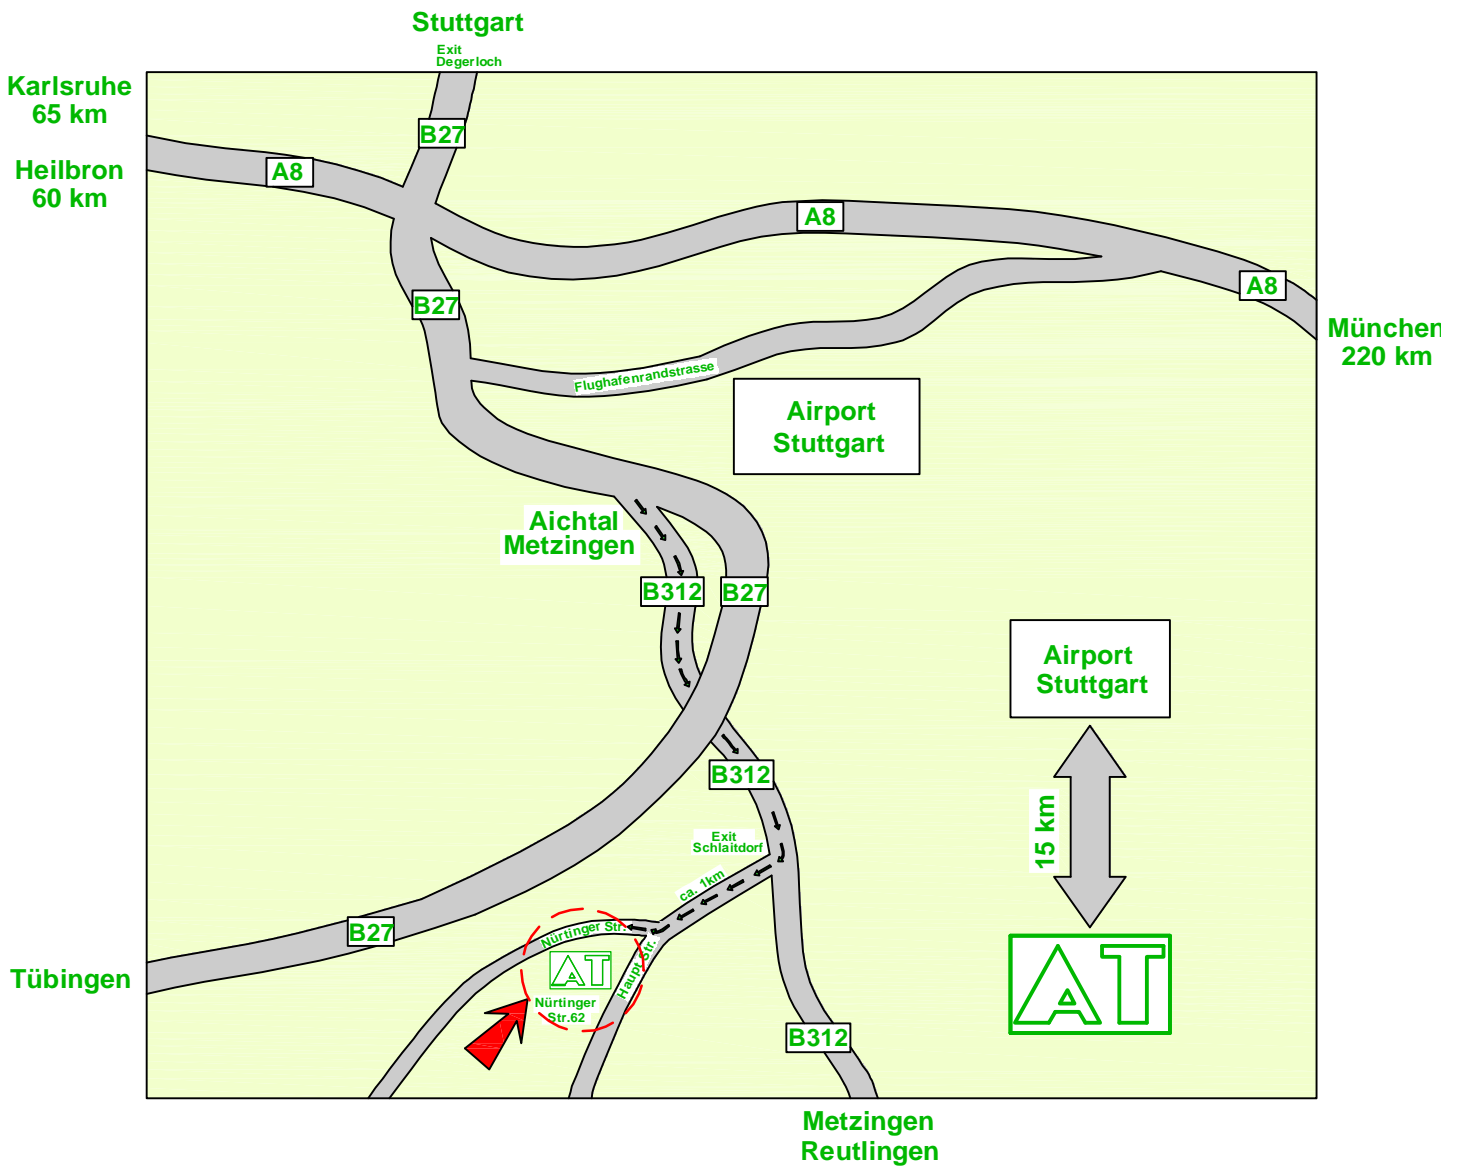 Stuttgart
Exit
Degerloch
Karlsruhe
65 km
Heilbron
60 km
B27
A8
A8
A8
B27
München
220 km
Flughafenrandstrasse
Airport
Stuttgart
Aichtal
Metzingen
B312
B27
Airport
Stuttgart
B312
15 km
Exit
Schlaitdorf
ca. 1km
B27
Nürtinger Str.
Haupt Str.
AT
Nürtinger
Str.62
Tübingen
AT
B312
Metzingen
Reutlingen